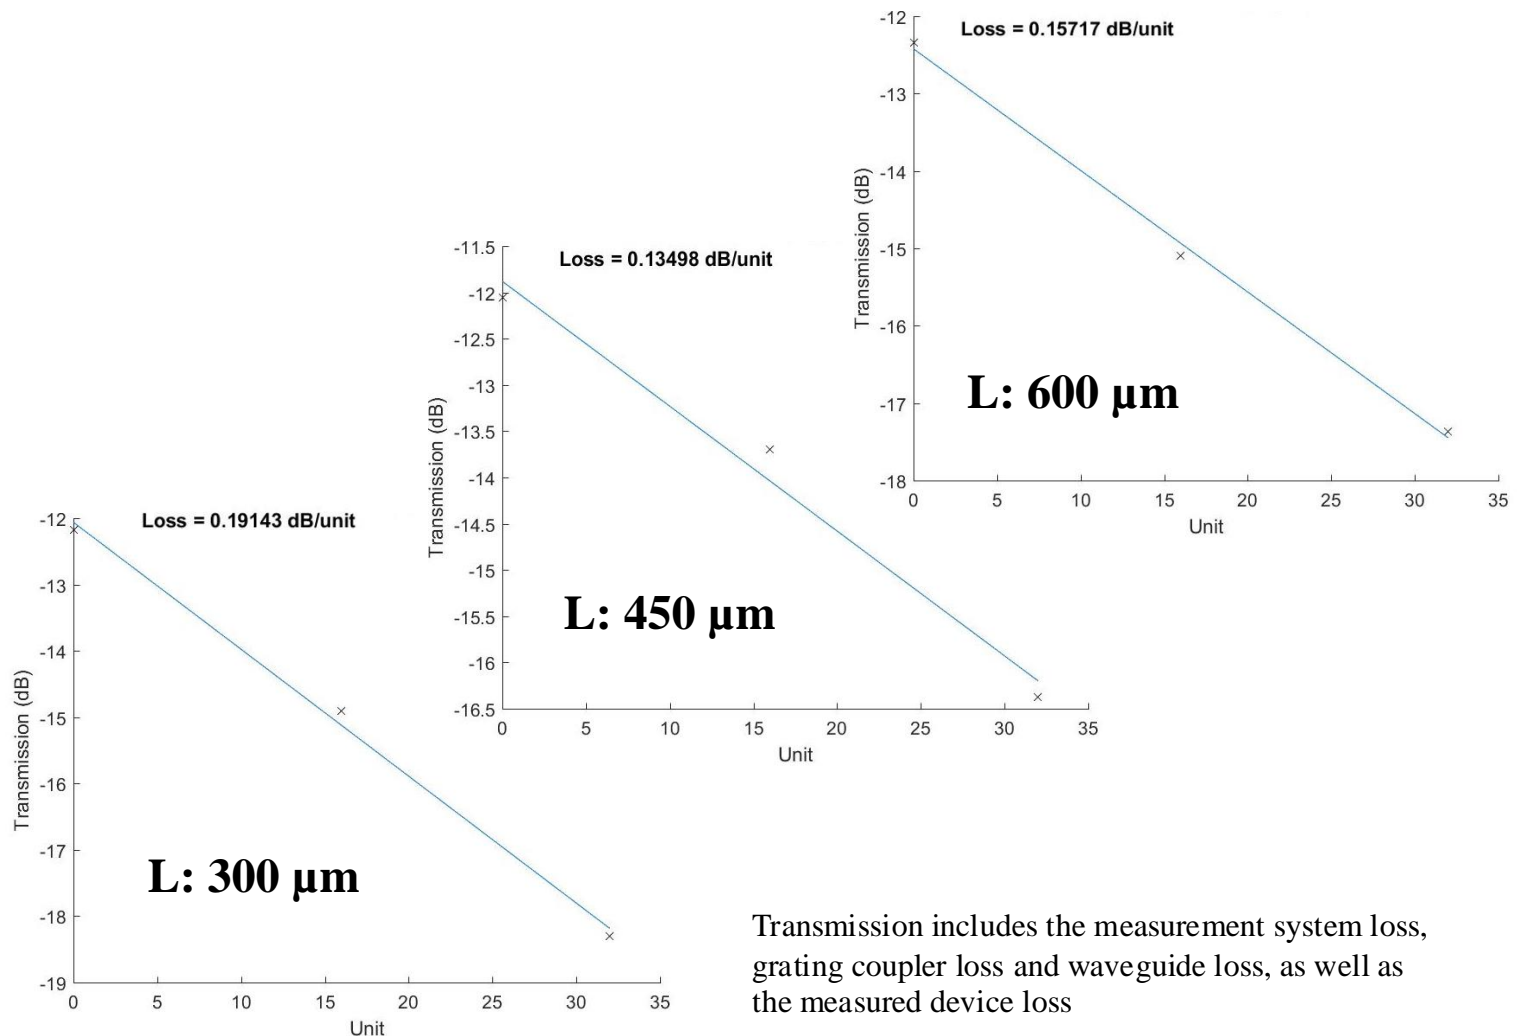 Loss = 0.15717 dB/unit
-12
-13
-14
-15
-16
-17
-18
Transmission (dB)
L: 600 μm
0 5 10 15 20 25 30 35
Unit
Loss = 0.13498 dB/unit
-11.5
-12
-12.5
-13
-13.5
-14
-14.5
-15
-15.5
-16
-16.5
Transmission (dB)
L: 450 μm
0 5 10 15 20 25 30 35
Unit
Loss = 0.19143 dB/unit
-12
-13
-14
-15
-16
-17
-18
-19
Transmission (dB)
L: 300 μm
0 5 10 15 20 25 30 35
Unit
Transmission includes the measurement system loss,
grating coupler loss and waveguide loss, as well as
the measured device loss